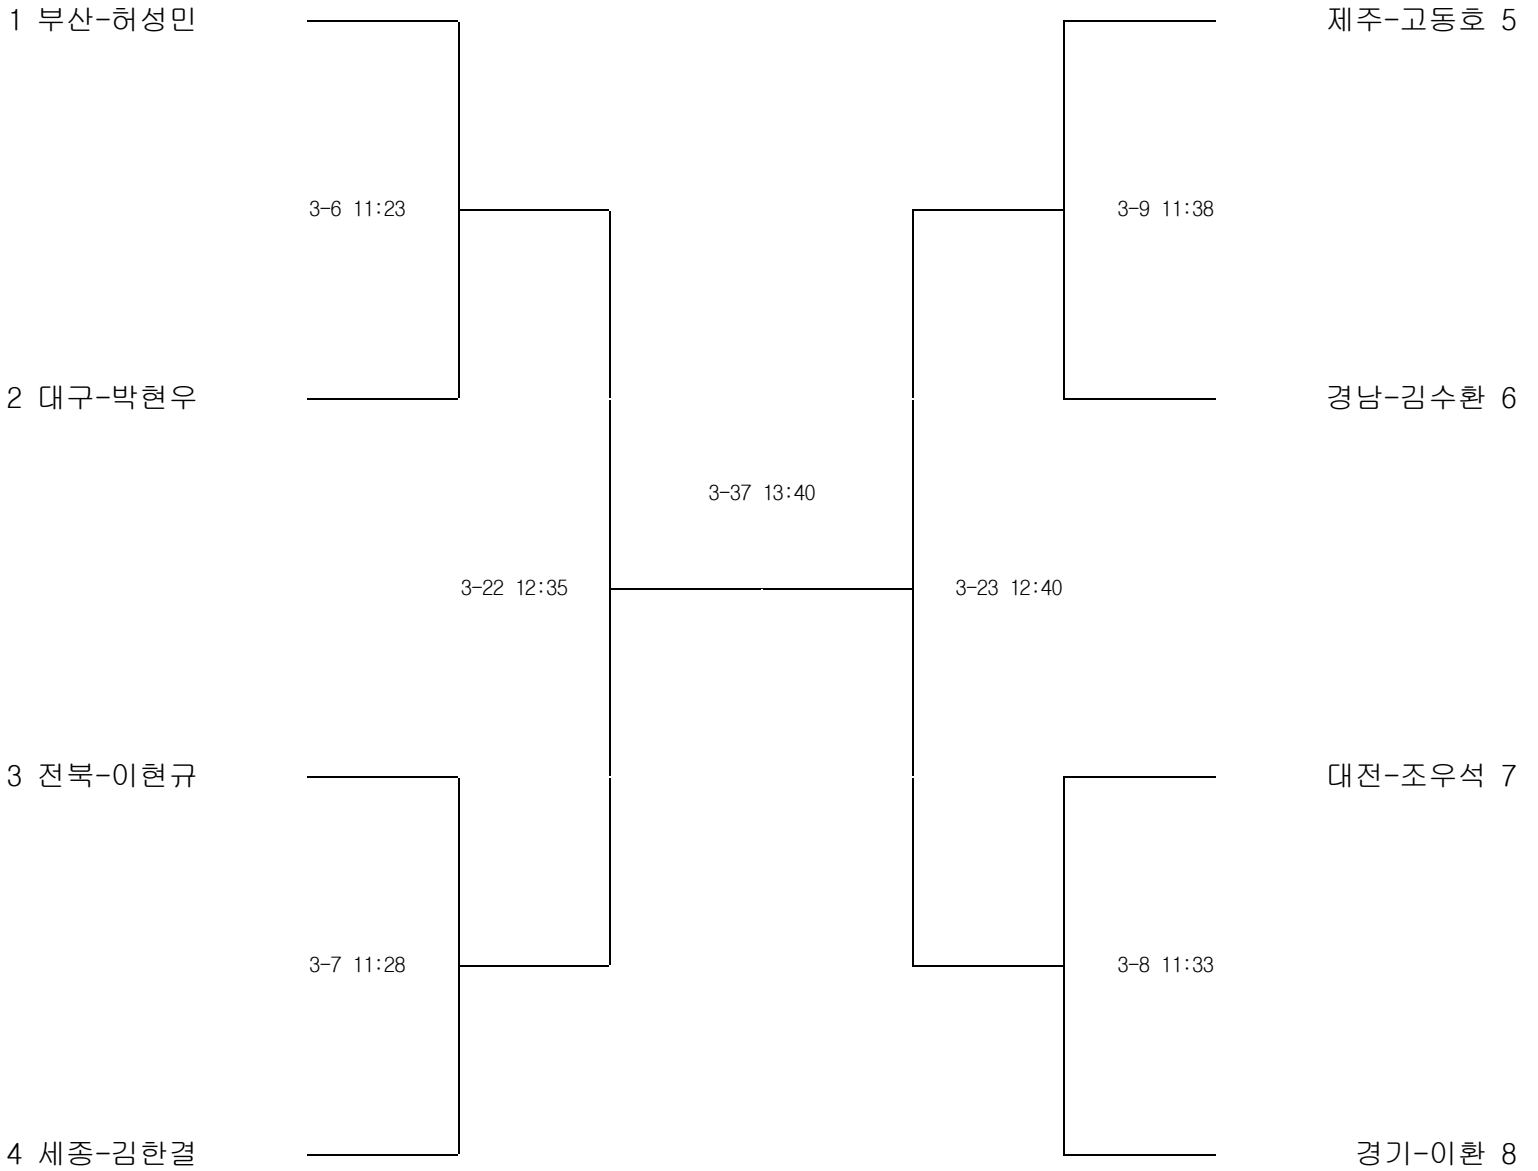 1 부산-허성민
제주-고동호 5
3-6 11:23
3-9 11:38
2 대구-박현우
경남-김수환 6
3-37 13:40
3-22 12:35
3-23 12:40
3 전북-이현규
대전-조우석 7
3-7 11:28
3-8 11:33
4 세종-김한결
경기-이환 8